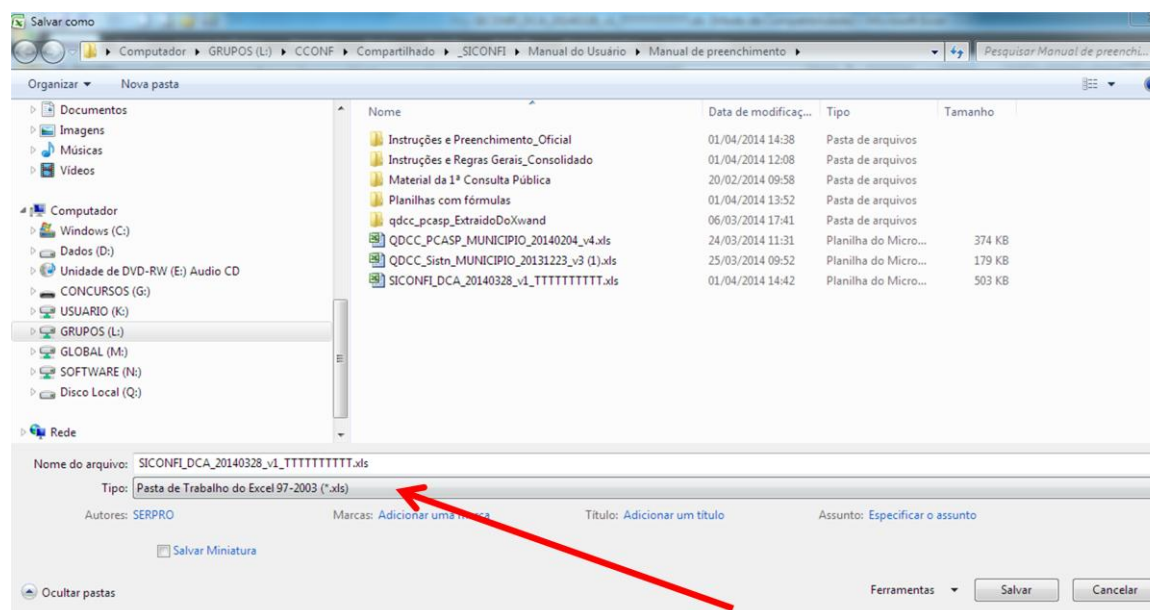 Salvar como
Computador ▸ GRUPOS (L:) ▸ CCONF ▸ Compartilhado ▸ _SICONFI ▸ Manual do Usuário ▸ Manual de preenchimento ▸
Pesquisar Manual de preenchi...
Organizar Nova pasta
Nome Data de modificaç... Tipo Tamanho
Documentos
Imagens
Músicas
Vídeos
Computador
Windows (C:)
Dados (D:)
Unidade de DVD-RW (E:) Audio CD
CONCURSOS (G:)
USUARIO (K:)
GRUPOS (L:)
GLOBAL (M:)
SOFTWARE (N:)
Disco Local (Q:)
Rede
Instruções e Preenchimento_Oficial 01/04/2014 14:38 Pasta de arquivos
Instruções e Regras Gerais_Consolidado 01/04/2014 12:08 Pasta de arquivos
Material da 1ª Consulta Pública 20/02/2014 09:58 Pasta de arquivos
Planilhas com fórmulas 01/04/2014 13:52 Pasta de arquivos
qdcc_pcasp_ExtraidoDoXwand 06/03/2014 17:41 Pasta de arquivos
QDCC_PCASP_MUNICIPIO_20140204_v4.xls 24/03/2014 11:31 Planilha do Micro... 374 KB
QDCC_Sistn_MUNICIPIO_20131223_v3 (1).xls 25/03/2014 09:52 Planilha do Micro... 179 KB
SICONFI_DCA_20140328_v1_TTTTTTTTTT.xls 01/04/2014 14:42 Planilha do Micro... 503 KB
Nome do arquivo: SICONFI_DCA_20140328_v1_TTTTTTTTTT.xls
Tipo: Pasta de Trabalho do Excel 97-2003 (*.xls)
Autores: SERPRO Marcas: Adicionar uma marca Título: Adicionar um título Assunto: Especificar o assunto
Salvar Miniatura
Ocultar pastas Ferramentas Salvar Cancelar